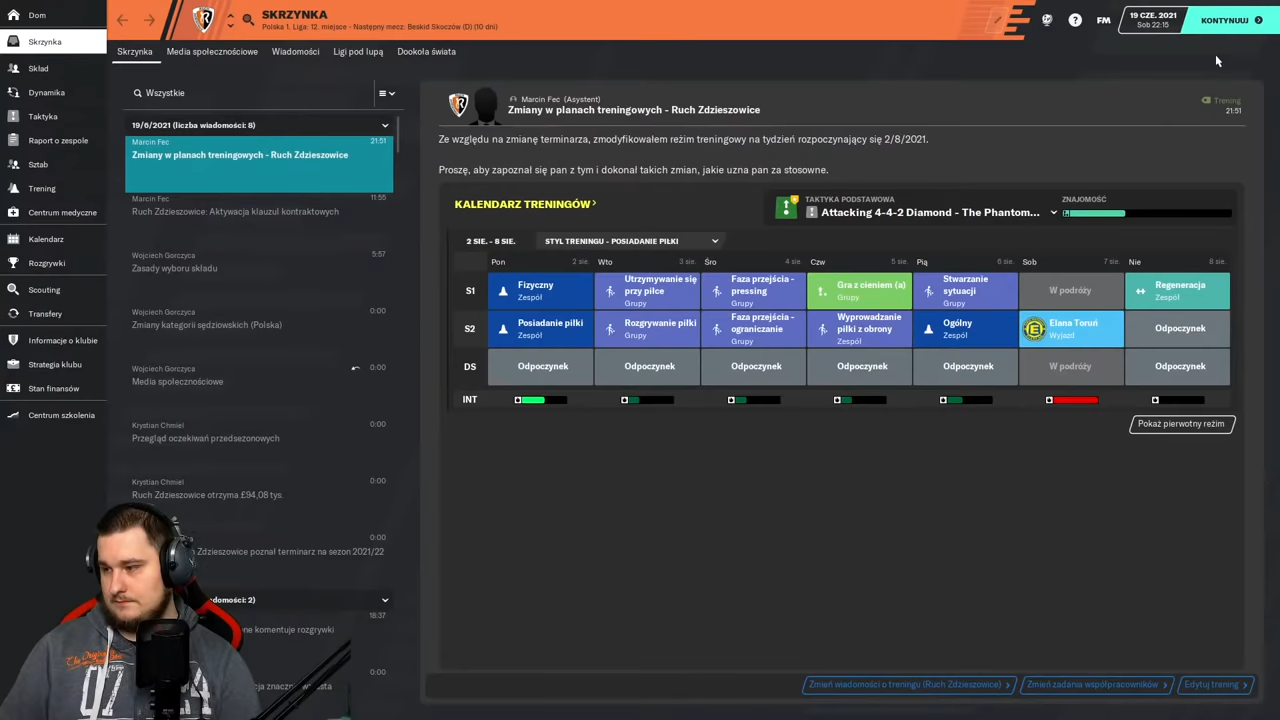 Dom
Skrzynka
Skład
Dynamika
Taktyka
Raport o zespole
Sztab
Trening
Centrum medyczne
Kalendarz
Rozgrywki
Scouting
Transfery
Informacje o klubie
Strategia klubu
Stan finansów
Centrum szkolenia
SKRZYNKA
Polska 1. Liga: 12. miejsce - Następny mecz: Beskid Skoczów (D) (10 dni)
FM
19 CZE. 2021
Sob 22:15
KONTYNUUJ
Skrzynka
Media społecznościowe
Wiadomości
Ligi pod lupą
Dookoła świata
Wszystkie
19/6/2021 (liczba wiadomości: 8)
Marcin Fec 21:51
Zmiany w planach treningowych - Ruch Zdzieszowice
Marcin Fec 11:55
Ruch Zdzieszowice: Aktywacja klauzul kontraktowych
Wojciech Gorczyca 5:57
Zasady wyboru składu
Wojciech Gorczyca 0:00
Zmiany kategorii sędziowskich (Polska)
Wojciech Gorczyca 0:00
Media społecznościowe
Krystian Chmiel 0:00
Przegląd oczekiwań przedsezonowych
Krystian Chmiel 0:00
Ruch Zdzieszowice otrzyma £94,08 tys.
0:00
Zdzieszowice poznał terminarz na sezon 2021/22
2)
18:37
komentuje rozgrywki
0:00
Marcin Fec (Asystent)
Zmiany w planach treningowych - Ruch Zdzieszowice
Trening
21:51
Ze względu na zmianę terminarza, zmodyfikowałem reżim treningowy na tydzień rozpoczynający się 2/8/2021.
Proszę, aby zapoznał się pan z tym i dokonał takich zmian, jakie uzna pan za stosowne.
KALENDARZ TRENINGÓW
TAKTYKA PODSTAWOWA
Attacking 4-4-2 Diamond - The Phantom...
ZNAJOMOŚĆ
2 SIE. - 8 SIE.
STYL TRENINGU - POSIADANIE PIŁKI
Pon 2 sie. Wto 3 sie. Śro 4 sie. Czw 5 sie. Pią 6 sie. Sob 7 sie. Nie 8 sie.
S1
Fizyczny
Zespół
Utrzymywanie się
przy piłce
Grupy
Faza przejścia -
pressing
Grupy
Gra z cieniem (a)
Grupy
Stwarzanie
sytuacji
Grupy
W podróży
Regeneracja
Zespół
S2
Posiadanie piłki
Zespół
Rozgrywanie piłki
Grupy
Faza przejścia -
ograniczanie
Grupy
Wyprowadzanie
piłki z obrony
Zespół
Ogólny
Zespół
Elana Toruń
Wyjazd
Odpoczynek
DS
Odpoczynek
Odpoczynek
Odpoczynek
Odpoczynek
Odpoczynek
W podróży
Odpoczynek
INT
Pokaż pierwotny reżim
Zmień wiadomości o treningu (Ruch Zdzieszowice)
Zmień zadania współpracowników
Edytuj trening